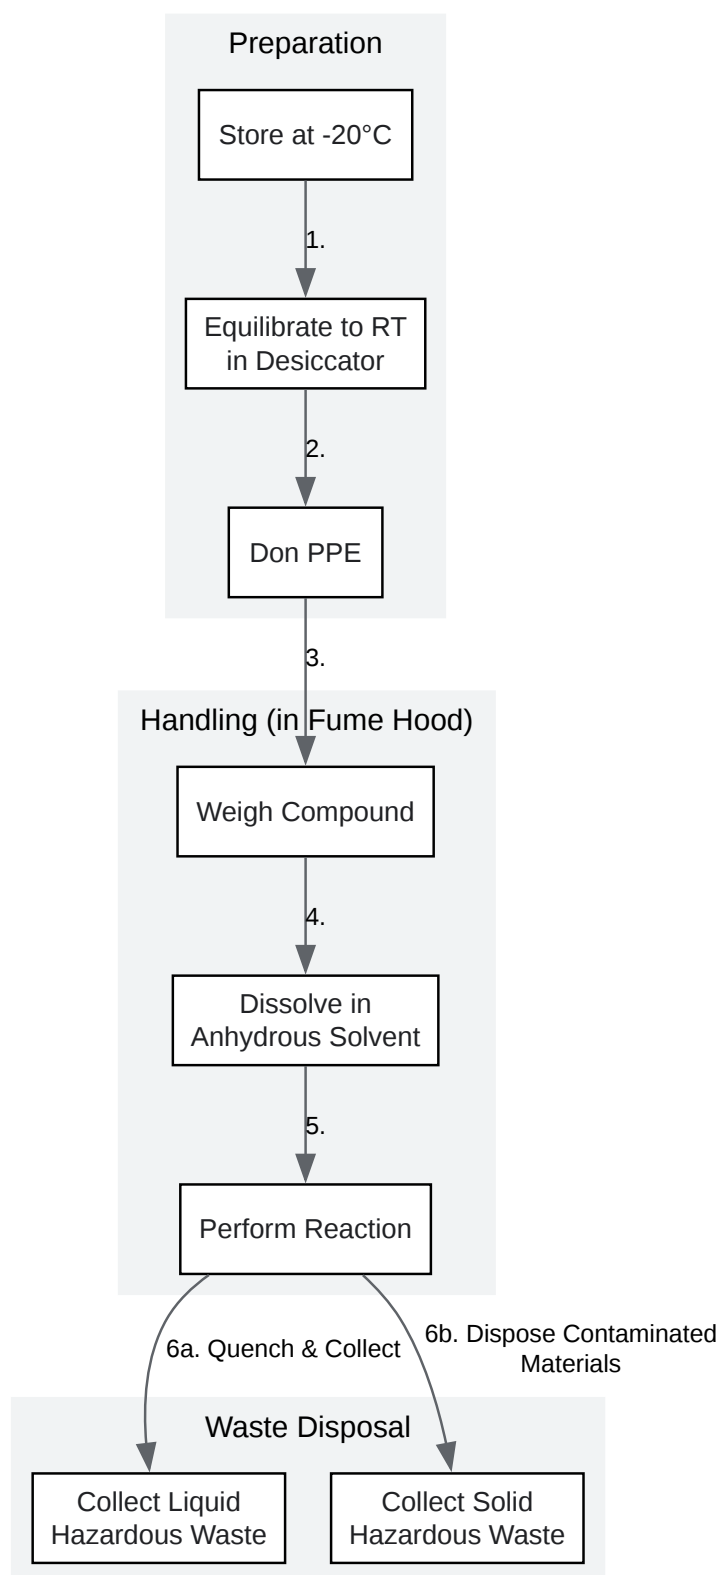 Preparation
Store at -20°C
1.
Equilibrate to RT
in Desiccator
2.
Don PPE
3.
Handling (in Fume Hood)
Weigh Compound
4.
Dissolve in
Anhydrous Solvent
5.
Perform Reaction
6a. Quench & Collect
6b. Dispose Contaminated
Materials
Waste Disposal
Collect Liquid
Hazardous Waste
Collect Solid
Hazardous Waste